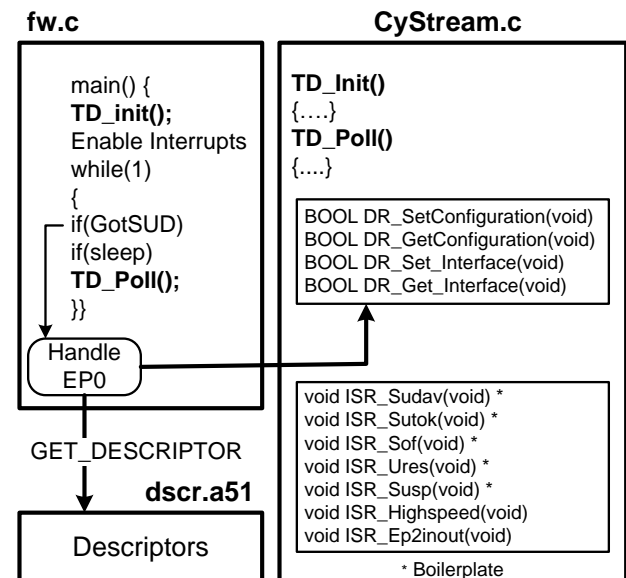 fw.c
main() {
TD_init();
Enable Interrupts
while(1)
{
if(GotSUD)
if(sleep)
TD_Poll();
}}
Handle
EP0
GET_DESCRIPTOR
dscr.a51
Descriptors
CyStream.c
TD_Init()
{....}
TD_Poll()
{....}
BOOL DR_SetConfiguration(void)
BOOL DR_GetConfiguration(void)
BOOL DR_Set_Interface(void)
BOOL DR_Get_Interface(void)
void ISR_Sudav(void) *
void ISR_Sutok(void) *
void ISR_Sof(void) *
void ISR_Ures(void) *
void ISR_Susp(void) *
void ISR_Highspeed(void)
void ISR_Ep2inout(void)
* Boilerplate